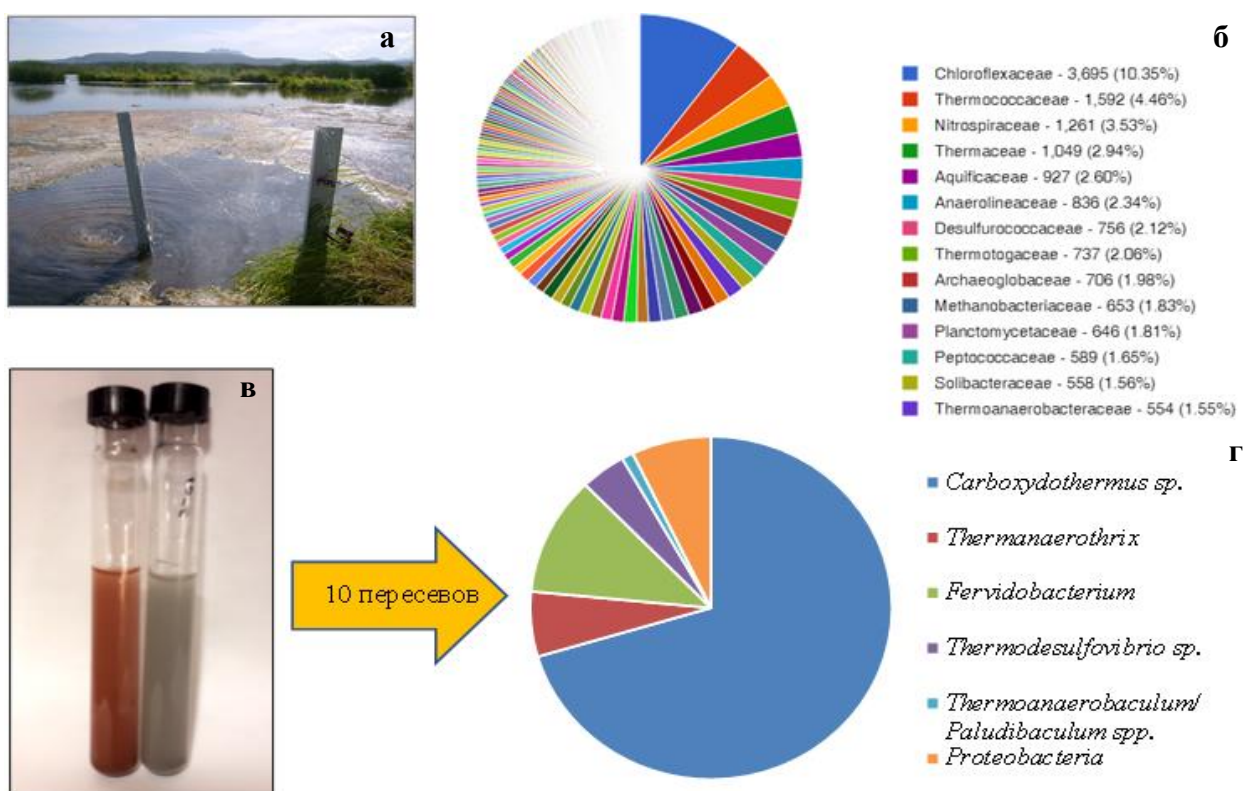 а
б
Chloroflexaceae - 3,695 (10.35%)
Thermococcaceae - 1,592 (4.46%)
Nitrospiraceae - 1,261 (3.53%)
Thermaceae - 1,049 (2.94%)
Aquificaceae - 927 (2.60%)
Anaerolineaceae - 836 (2.34%)
Desulfurococcaceae - 756 (2.12%)
Thermotogaceae - 737 (2.06%)
Archaeoglobaceae - 706 (1.98%)
Methanobacteriaceae - 653 (1.83%)
Planctomycetaceae - 646 (1.81%)
Peptococcaceae - 589 (1.65%)
Solibacteraceae - 558 (1.56%)
Thermoanaerobacteraceae - 554 (1.55%)
в
10 пересевов
г
Carboxydothermus sp.
Thermanaerothrix
Fervidobacterium
Thermodesulfovibrio sp.
Thermoanaerobaculum/
Paludibaculum spp.
Proteobacteria